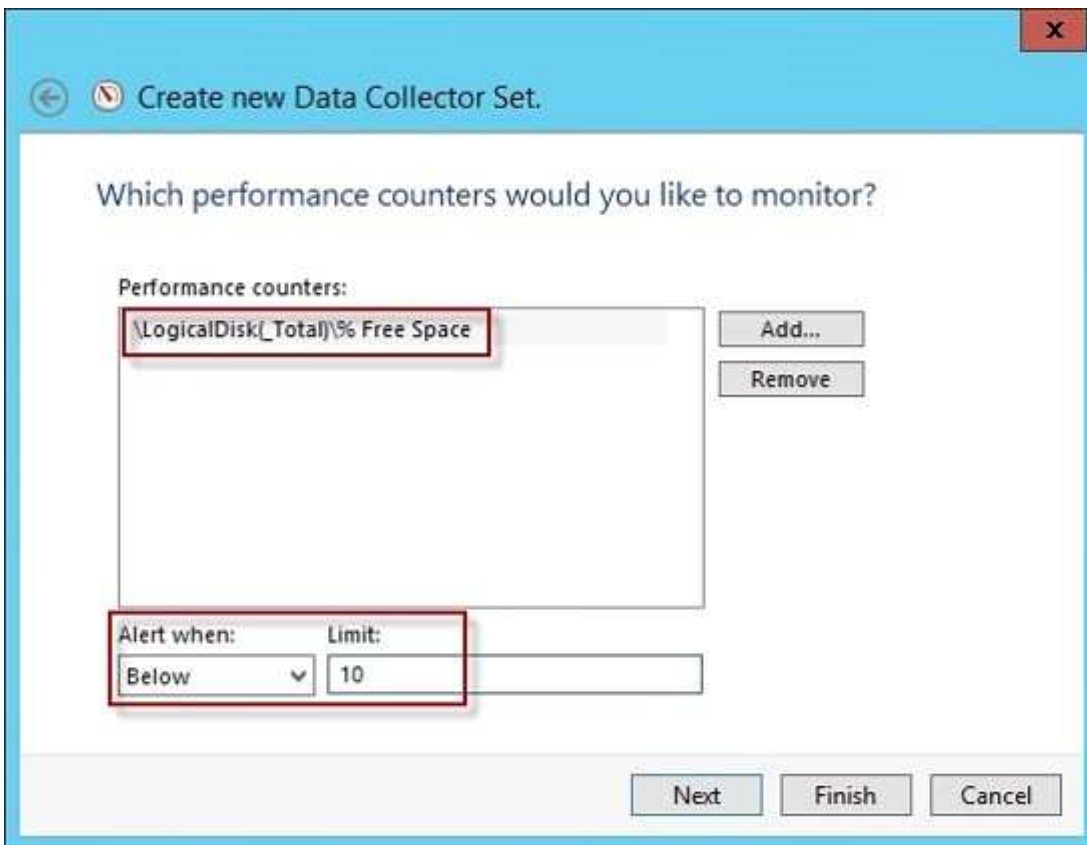 x
Create new Data Collector Set.
Which performance counters would you like to monitor?
Performance counters:
\LogicalDisk(_Total)\% Free Space
Add...
Remove
Alert when: Limit:
Below 10
Next Finish Cancel